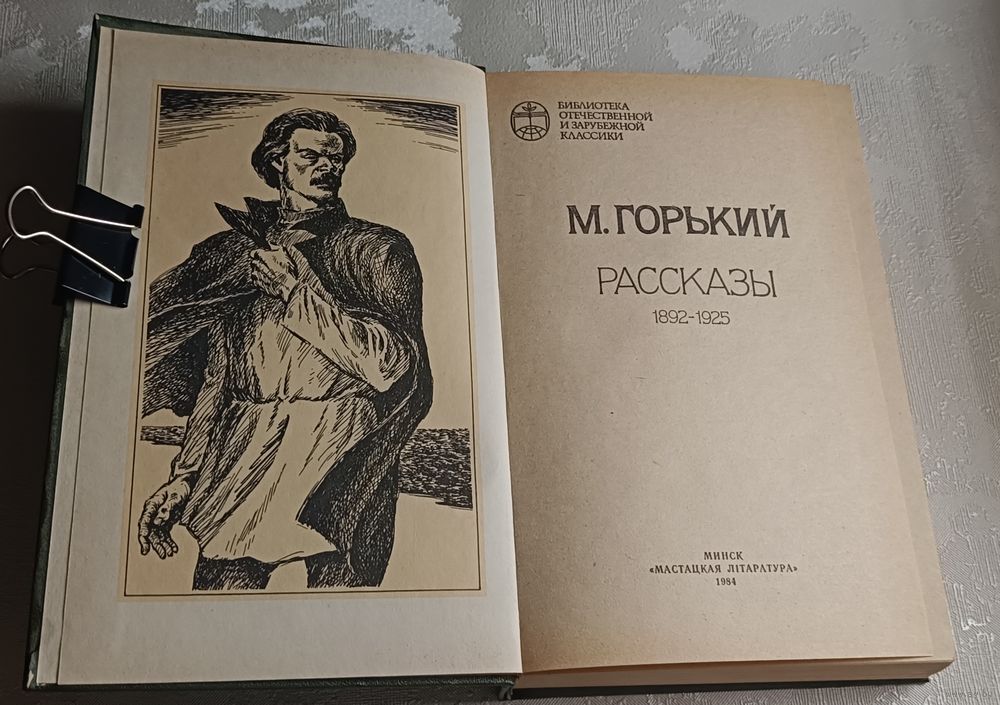 БИБЛИОТЕКА
ОТЕЧЕСТВЕННОЙ
И ЗАРУБЕЖНОЙ
КЛАССИКИ
М. ГОРЬКИЙ
РАССКАЗЫ
1892-1925
МИНСК
«МАСТАЦКАЯ ЛІТАРАТУРА»
1984